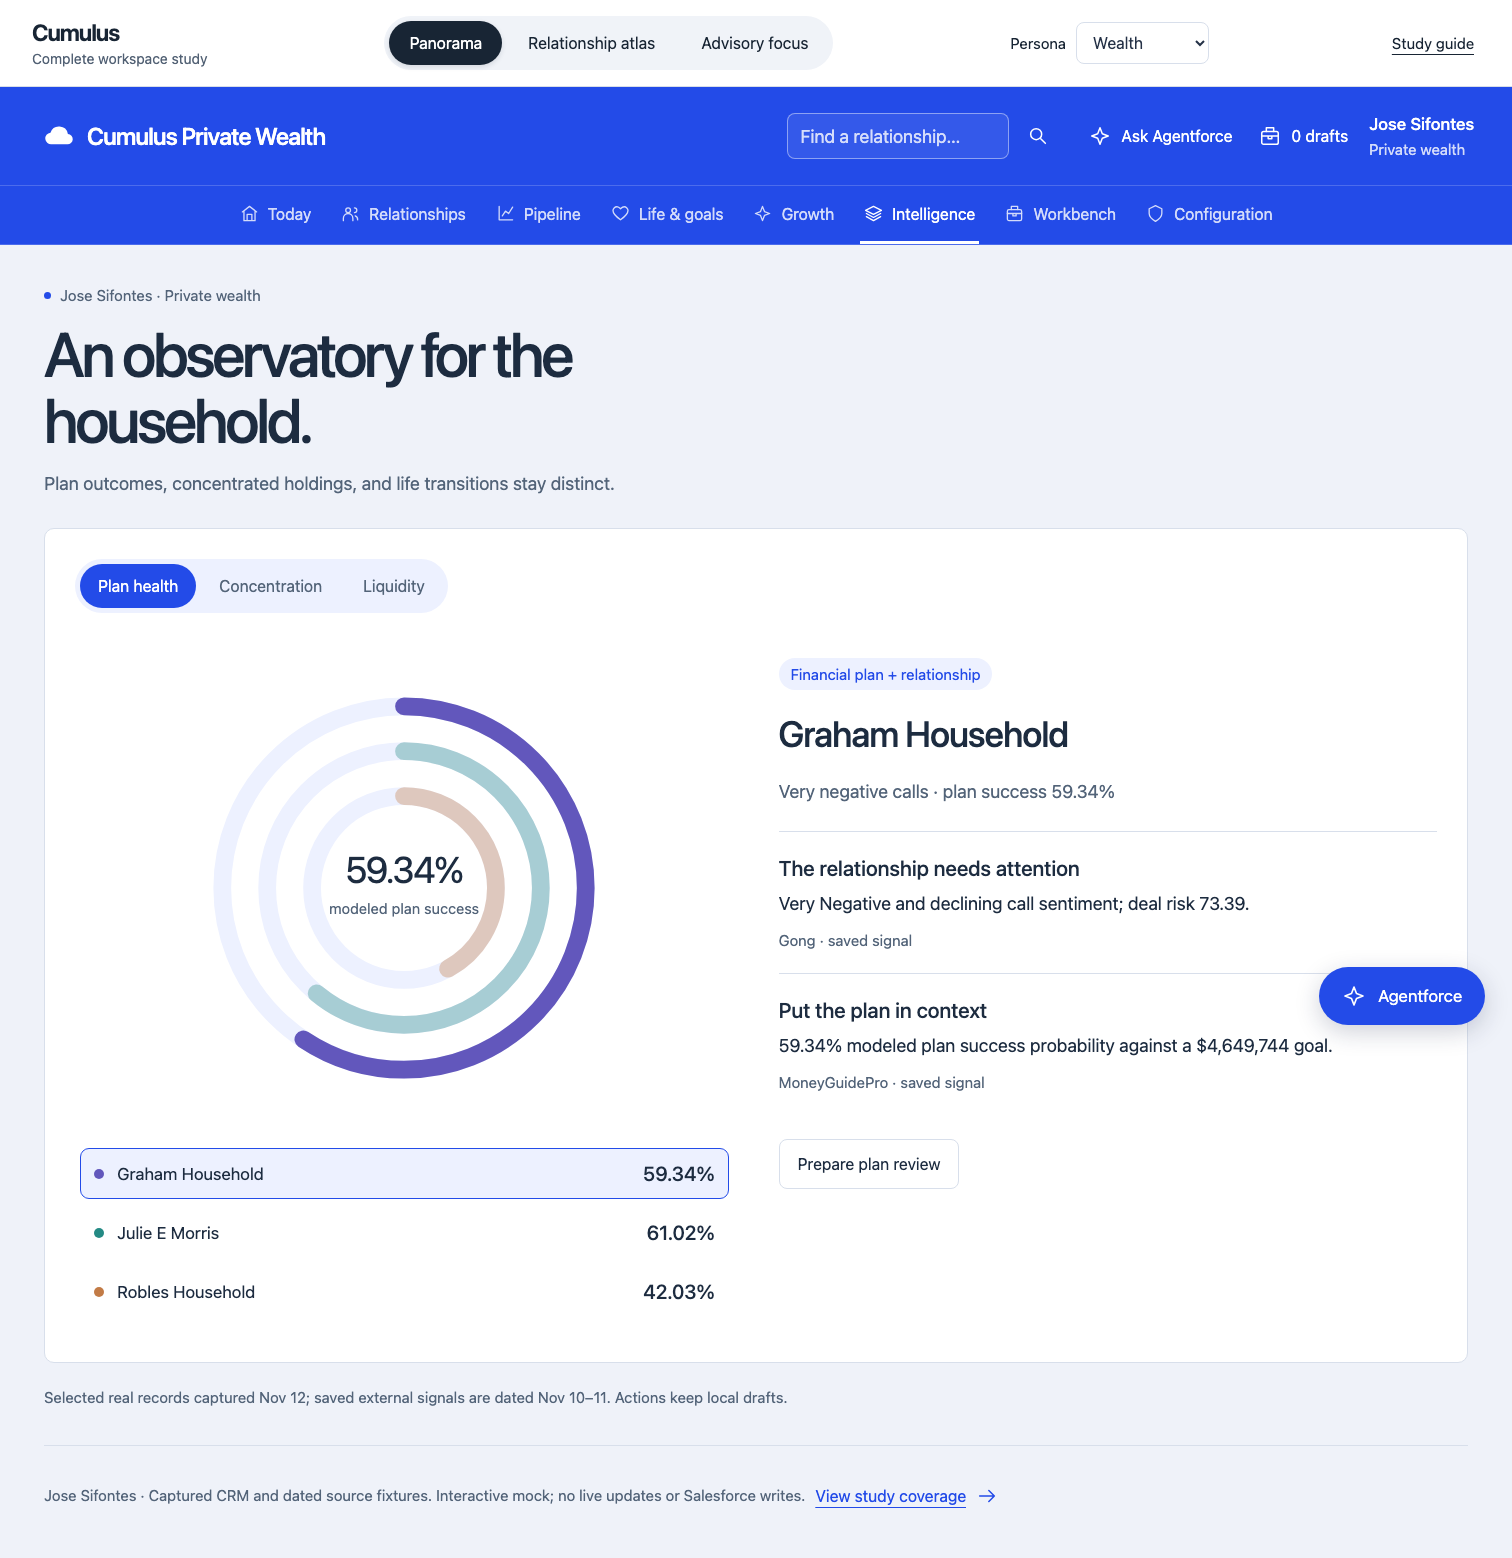 Cumulus
Complete workspace study
Panorama
Relationship atlas
Advisory focus
Persona
Wealth
Study guide
Cumulus Private Wealth
Find a relationship...
Ask Agentforce
0 drafts
Jose Sifontes
Private wealth
Today
Relationships
Pipeline
Life & goals
Growth
Intelligence
Workbench
Configuration
Jose Sifontes · Private wealth
An observatory for the
household.
Plan outcomes, concentrated holdings, and life transitions stay distinct.
Plan health
Concentration
Liquidity
59.34%
modeled plan success
Graham Household 59.34%
Julie E Morris 61.02%
Robles Household 42.03%
Financial plan + relationship
Graham Household
Very negative calls · plan success 59.34%
The relationship needs attention
Very Negative and declining call sentiment; deal risk 73.39.
Gong · saved signal
Put the plan in context
59.34% modeled plan success probability against a $4,649,744 goal.
MoneyGuidePro · saved signal
Prepare plan review
Agentforce
Selected real records captured Nov 12; saved external signals are dated Nov 10–11. Actions keep local drafts.
Jose Sifontes · Captured CRM and dated source fixtures. Interactive mock; no live updates or Salesforce writes. View study coverage